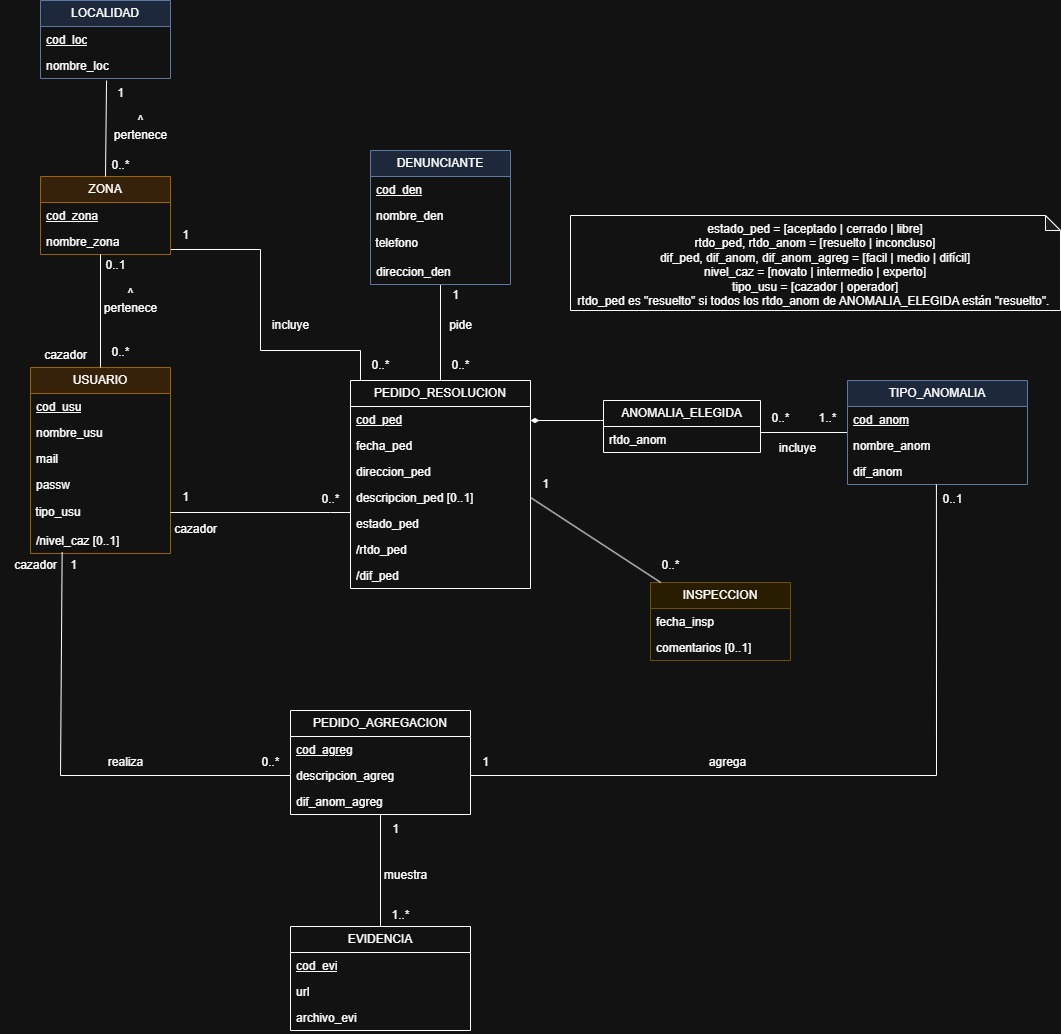 LOCALIDAD
cod_loc
nombre_loc
1
^
pertenece
0..*
ZONA
cod_zona
nombre_zona
1
0..1
^
pertenece
cazador
0..*
incluye
0..*
DENUNCIANTE
cod_den
nombre_den
telefono
direccion_den
1
pide
0..*
estado_ped = [aceptado | cerrado | libre]
rtdo_ped, rtdo_anom = [resuelto | inconcluso]
dif_ped, dif_anom, dif_anom_agreg = [facil | medio | difícil]
nivel_caz = [novato | intermedio | experto]
tipo_usu = [cazador | operador]
rtdo_ped es "resuelto" si todos los rtdo_anom de ANOMALIA_ELEGIDA están "resuelto".
USUARIO
cod_usu
nombre_usu
mail
passw
tipo_usu
/nivel_caz [0..1]
1
0..*
cazador
cazador
1
PEDIDO_RESOLUCION
cod_ped
fecha_ped
direccion_ped
descripcion_ped [0..1]
estado_ped
/rtdo_ped
/dif_ped
ANOMALIA_ELEGIDA
rtdo_anom
0..*
1..*
incluye
TIPO_ANOMALIA
cod_anom
nombre_anom
dif_anom
0..1
1
0..*
INSPECCION
fecha_insp
comentarios [0..1]
realiza
0..*
PEDIDO_AGREGACION
cod_agreg
descripcion_agreg
dif_anom_agreg
1
agrega
1
muestra
1..*
EVIDENCIA
cod_evi
url
archivo_evi